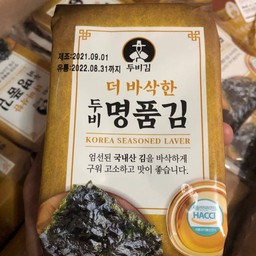 제조:2021.09.01
유통:2022.08.31까지
두비김
더 바삭한
두비 명품김
KOREA SEASONED LAVER
엄선된 국내산 김을 바삭하게
구워 고소하고 맛이 좋습니다.
HACCP